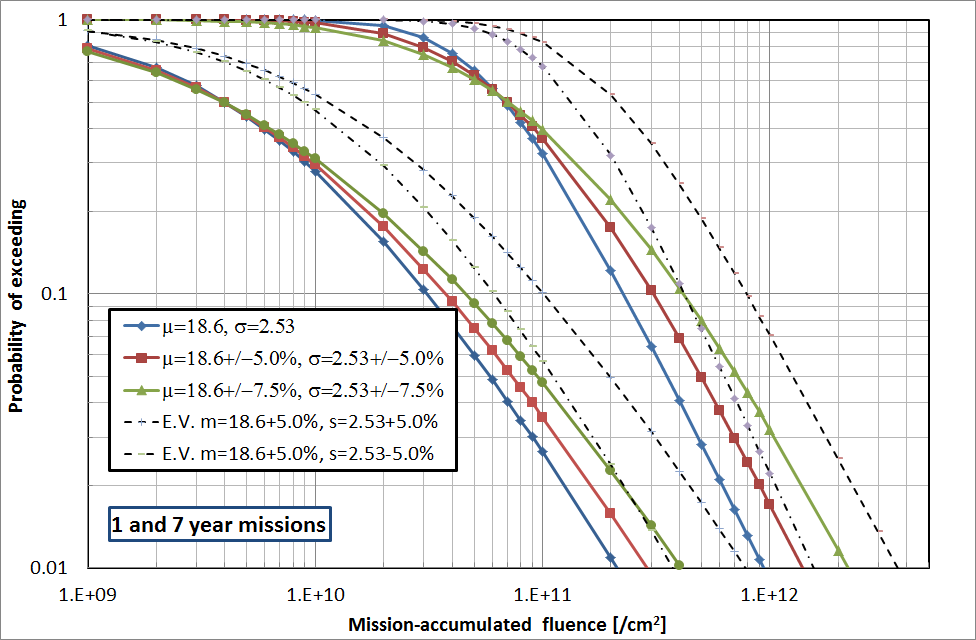 1
0.1
0.01
Probability of exceeding
μ=18.6, σ=2.53
μ=18.6+/−5.0%, σ=2.53+/−5.0%
μ=18.6+/−7.5%, σ=2.53+/−7.5%
E.V. m=18.6+5.0%, s=2.53+5.0%
E.V. m=18.6+5.0%, s=2.53-5.0%
1 and 7 year missions
1.E+09 1.E+10 1.E+11 1.E+12
Mission-accumulated fluence [/cm²]